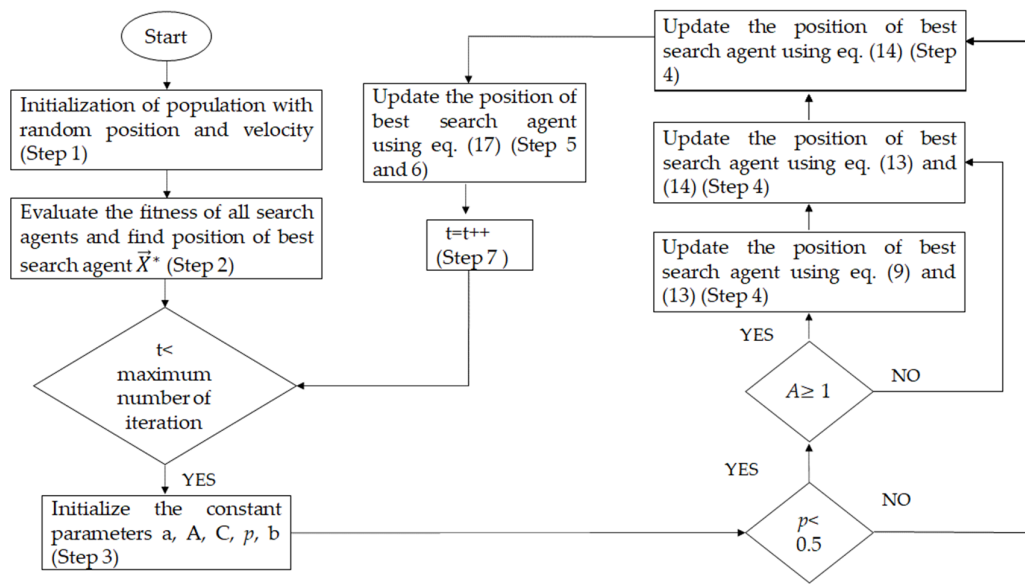 Start
Initialization of population with
random position and velocity
(Step 1)
Evaluate the fitness of all search
agents and find position of best
search agent X⃗* (Step 2)
t<
maximum
number of
iteration
YES
Initialize the constant
parameters a, A, C, p, b
(Step 3)
p<
0.5
YES
NO
A≥ 1
YES
NO
Update the position of best
search agent using eq. (9) and
(13) (Step 4)
Update the position of best
search agent using eq. (13) and
(14) (Step 4)
Update the position of best
search agent using eq. (14) (Step
4)
Update the position of
best search agent
using eq. (17) (Step 5
and 6)
t=t++
(Step 7 )